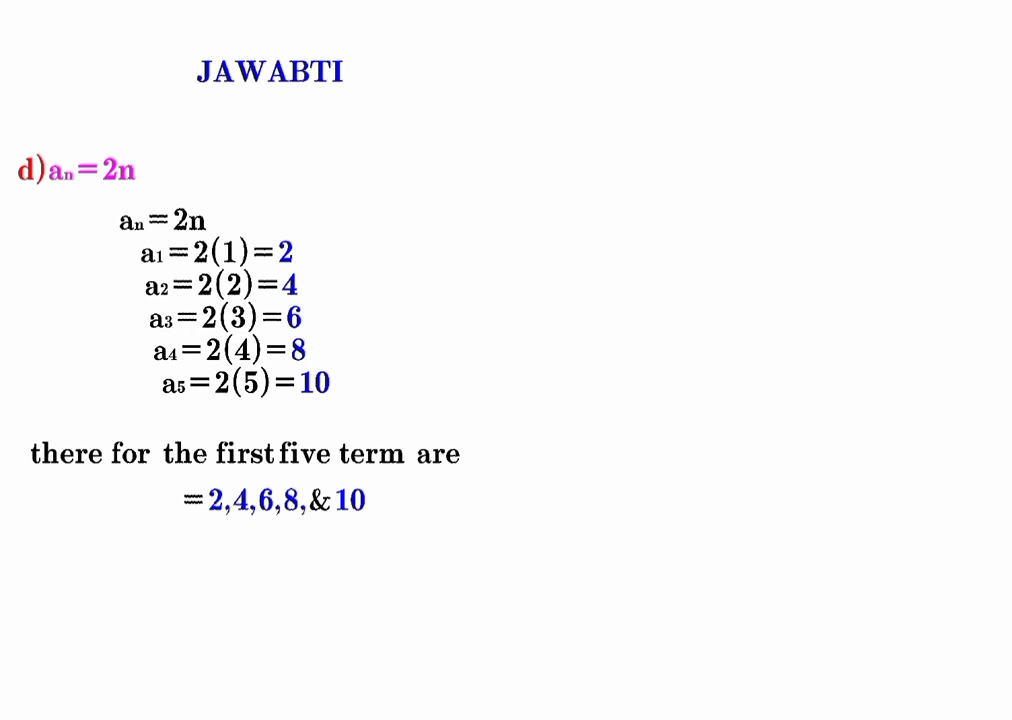 JAWABTI
d)aₙ=2n
aₙ=2n
a₁=2(1)=2
a₂=2(2)=4
a₃=2(3)=6
a₄=2(4)=8
a₅=2(5)=10
there for the first five term are
=2,4,6,8,&10